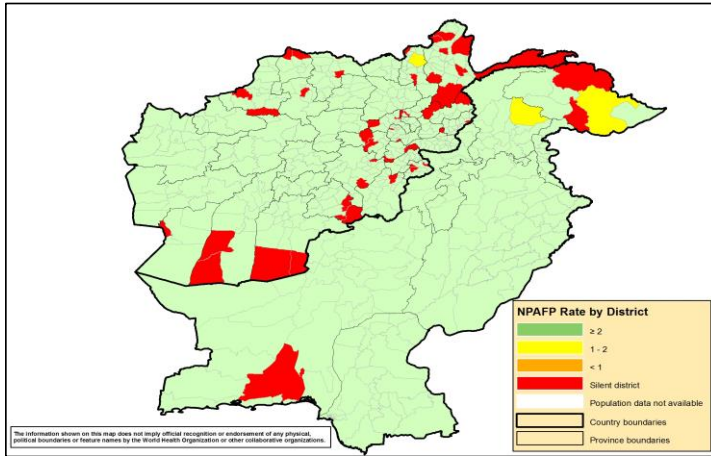 NPAFP Rate by District
≥ 2
1 - 2
< 1
Silent district
Population data not available
Country boundaries
Province boundaries
The information shown on this map does not imply official recognition or endorsement of any physical,
political boundaries or feature names by the World Health Organization or other collaborative organizations.